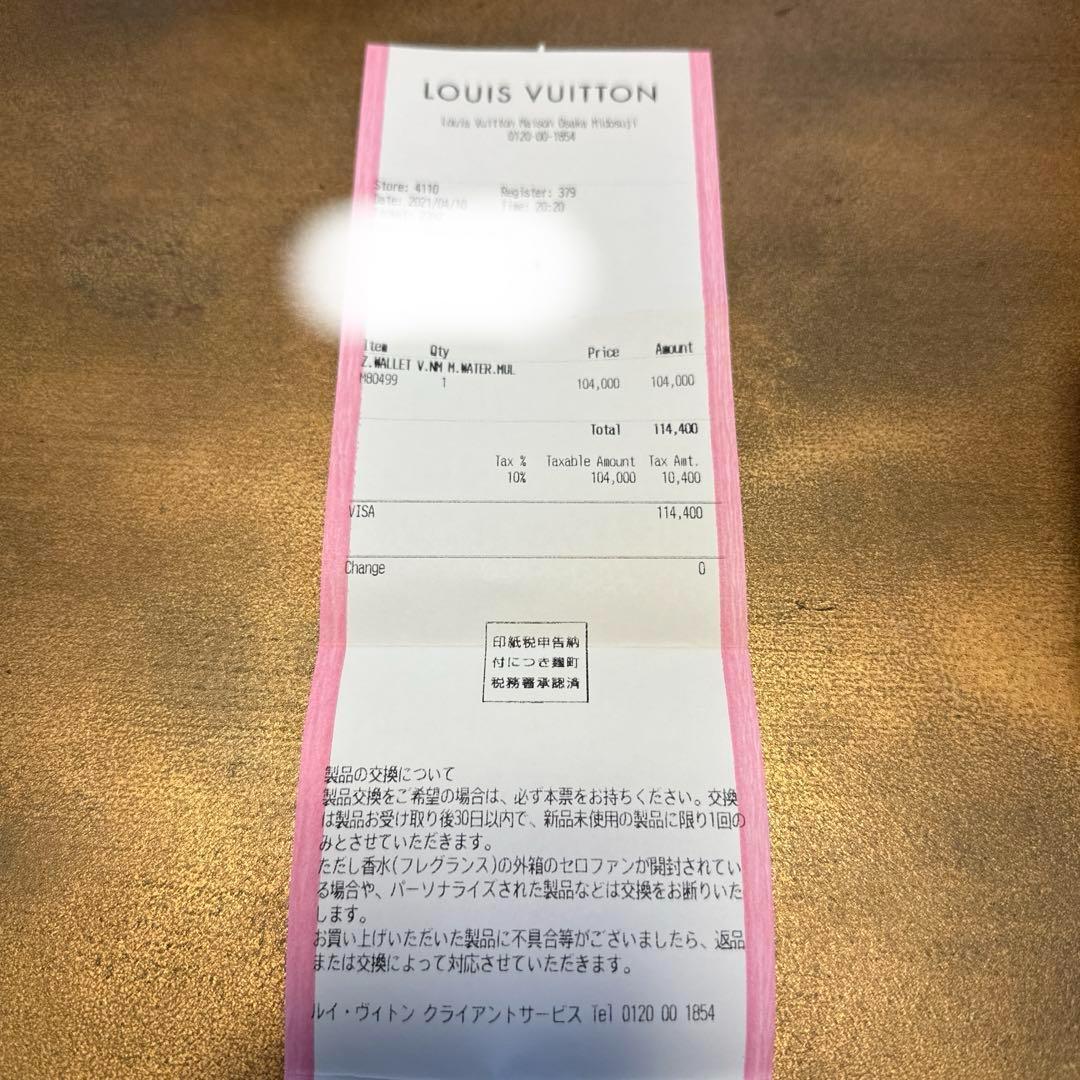 LOUIS VUITTON
Louis Vuitton Maison Osaka Midosuji
0120-00-1854
Store: 4110 Register: 379
Date: 2021/04/10 Time: 20:20
Item Qty Price Amount
Z.WALLET V.NM M.WATER.MUL
M80499 1 104,000 104,000
Total 114,400
Tax % Taxable Amount Tax Amt.
10% 104,000 10,400
VISA 114,400
Change 0
印紙税申告納
付につき麹町
税務署承認済
製品の交換について
製品交換をご希望の場合は、必ず本票をお持ちください。交換
は製品お受け取り後30日以内で、新品未使用の製品に限り1回の
みとさせていただきます。
ただし香水(フレグランス)の外箱のセロファンが開封されてい
る場合や、パーソナライズされた製品などは交換をお断りいた
します。
お買い上げいただいた製品に不具合等がございましたら、返品
または交換によって対応させていただきます。
ルイ・ヴィトン クライアントサービス Tel 0120 00 1854